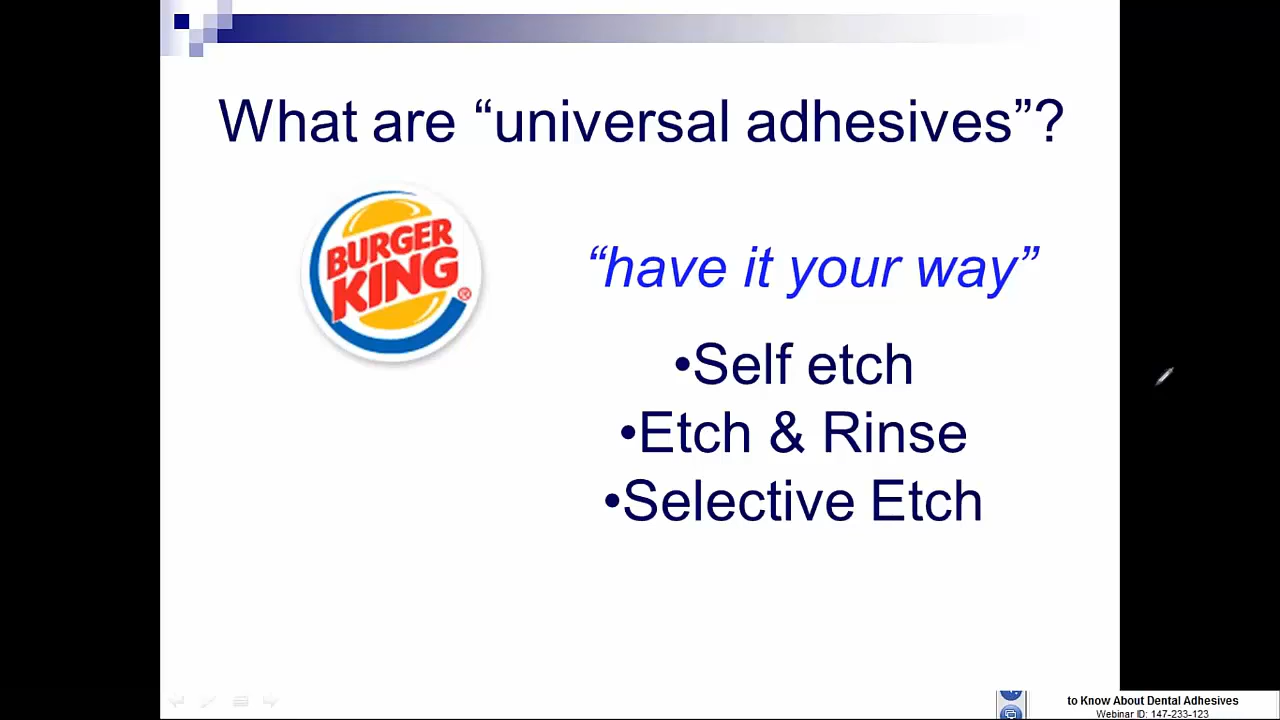 What are “universal adhesives”?
BURGER
KING®
“have it your way”
•Self etch
•Etch & Rinse
•Selective Etch
to Know About Dental Adhesives
Webinar ID: 147-233-123